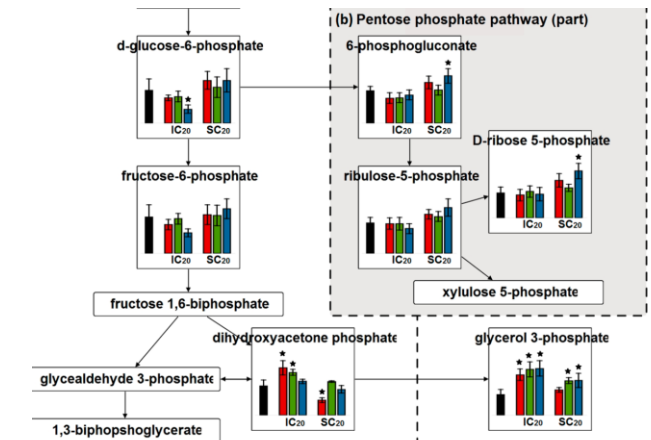 (b) Pentose phosphate pathway (part)
d-glucose-6-phosphate
IC20 SC20
6-phosphogluconate
IC20 SC20
D-ribose 5-phosphate
IC20 SC20
fructose-6-phosphate
IC20 SC20
ribulose-5-phosphate
IC20 SC20
xylulose 5-phosphate
fructose 1,6-biphosphate
dihydroxyacetone phosphate
IC20 SC20
glycerol 3-phosphate
IC20 SC20
glycealdehyde 3-phosphate
1,3-biphopshoglycerate